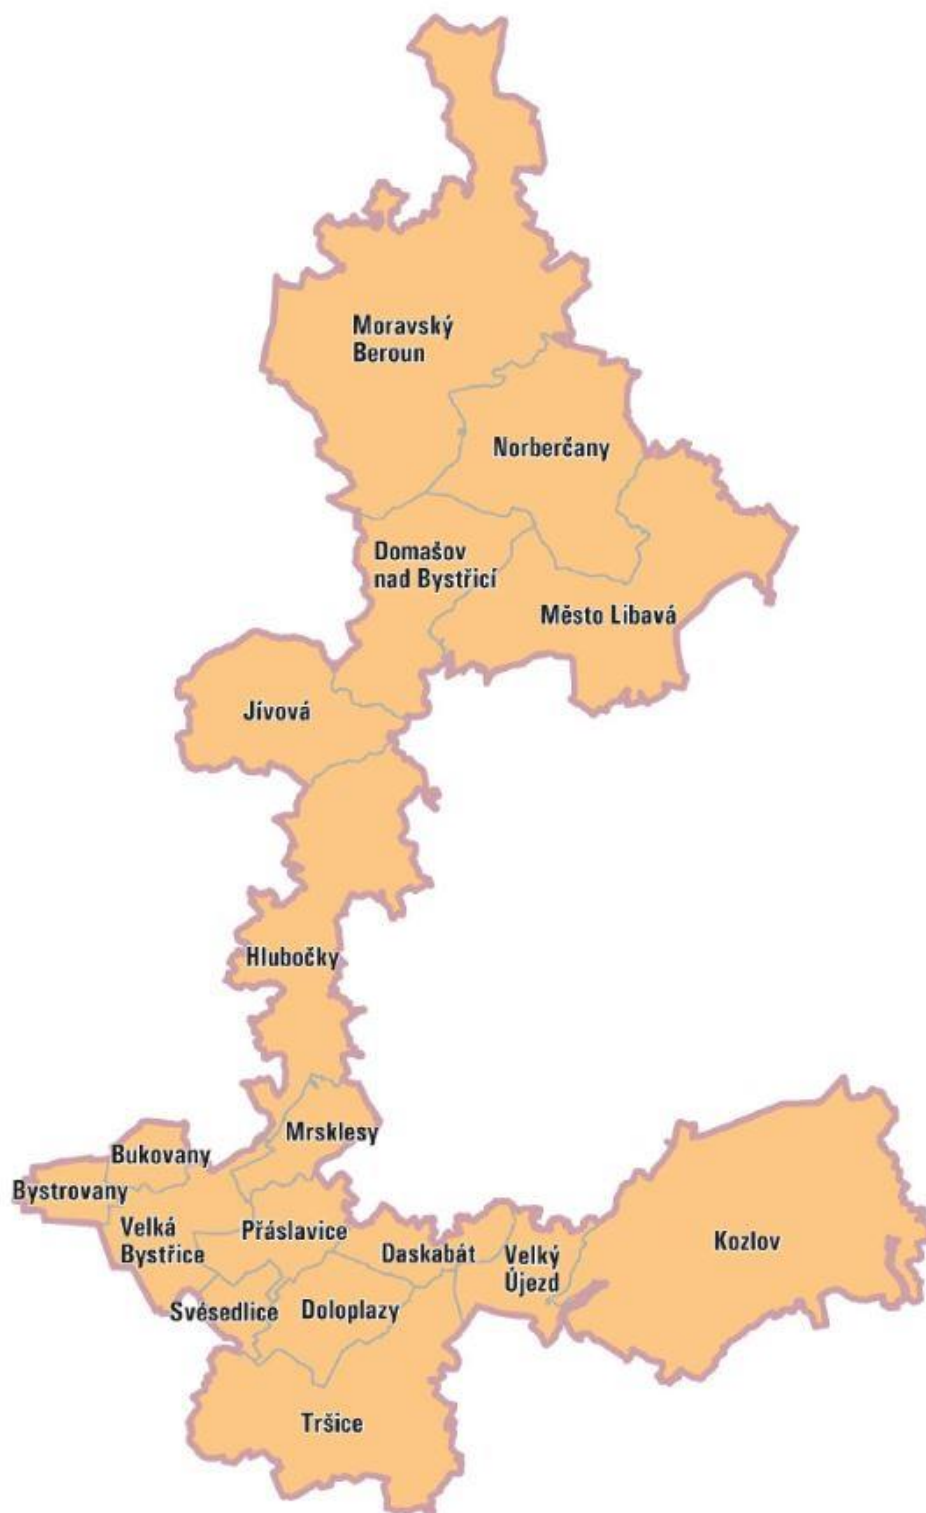 Moravský
Beroun
Norberčany
Domašov
nad Bystřicí
Město Libavá
Jívová
Hlubočky
Mrsklesy
Bukovany
Bystrovany
Velká
Bystřice
Přáslavice
Daskabát
Velký
Újezd
Kozlov
Svésedlice
Doloplazy
Tršice